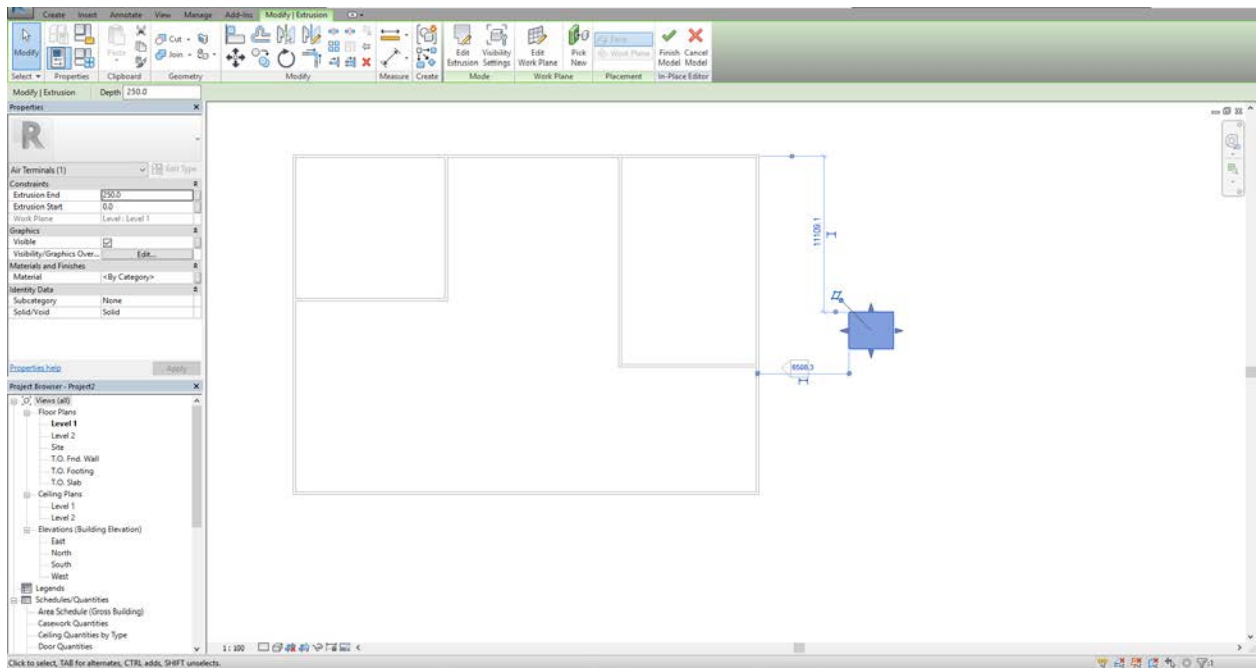 Create Insert Annotate View Manage Add-Ins Modify | Extrusion
Modify
Paste
Cut
Join
Edit Extrusion
Visibility Settings
Edit Work Plane
Pick New
Face
Work Plane
Finish Model
Cancel Model
Select Properties Clipboard Geometry Modify Measure Create Mode Work Plane Placement In-Place Editor
Modify | Extrusion Depth 250.0
Properties
R
Air Terminals (1) Edit Type
Constraints
Extrusion End 250.0
Extrusion Start 0.0
Work Plane Level : Level 1
Graphics
Visible
Visibility/Graphics Over... Edit...
Materials and Finishes
Material <By Category>
Identity Data
Subcategory None
Solid/Void Solid
Properties help Apply
Project Browser - Project2
Views (all)
Floor Plans
Level 1
Level 2
Site
T.O. Fnd. Wall
T.O. Footing
T.O. Slab
Ceiling Plans
Level 1
Level 2
Elevations (Building Elevation)
East
North
South
West
Legends
Schedules/Quantities
Area Schedule (Gross Building)
Casework Quantities
Ceiling Quantities by Type
Door Quantities
11109.1
1 : 100
Click to select, TAB for alternates, CTRL adds, SHIFT unselects.
:1